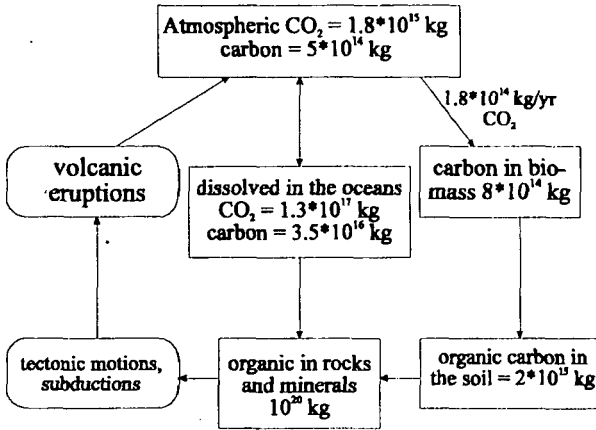 Atmospheric CO₂ = 1.8*10¹⁵ kg
carbon = 5*10¹⁴ kg
1.8*10¹⁴ kg/yr
CO₂
volcanic
eruptions
dissolved in the oceans
CO₂ = 1.3*10¹⁷ kg
carbon = 3.5*10¹⁶ kg
carbon in bio-
mass 8*10¹⁴ kg
tectonic motions,
subductions
organic in rocks
and minerals
10²⁰ kg
organic carbon in
the soil = 2*10¹⁵ kg